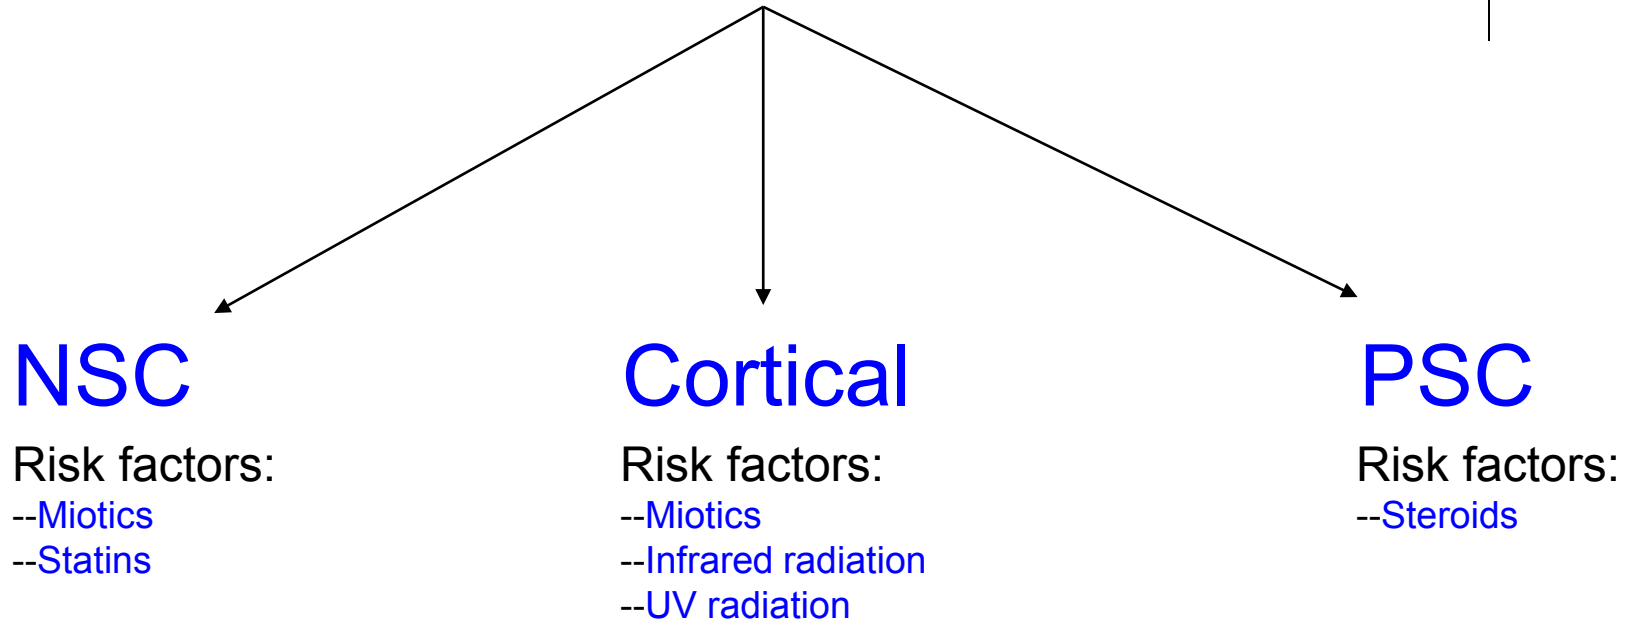 NSC
Risk factors:
--Miotics
--Statins
Cortical
Risk factors:
--Miotics
--Infrared radiation
--UV radiation
PSC
Risk factors:
--Steroids